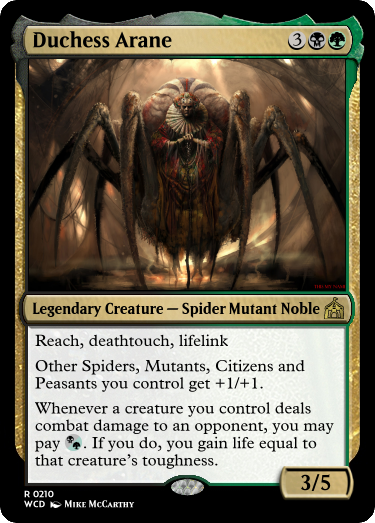 Duchess Arane
3
Legendary Creature — Spider Mutant Noble
Reach, deathtouch, lifelink
Other Spiders, Mutants, Citizens and
Peasants you control get +1/+1.
Whenever a creature you control deals
combat damage to an opponent, you may
pay . If you do, you gain life equal to
that creature's toughness.
3/5
R 0210
WCD Mike McCarthy